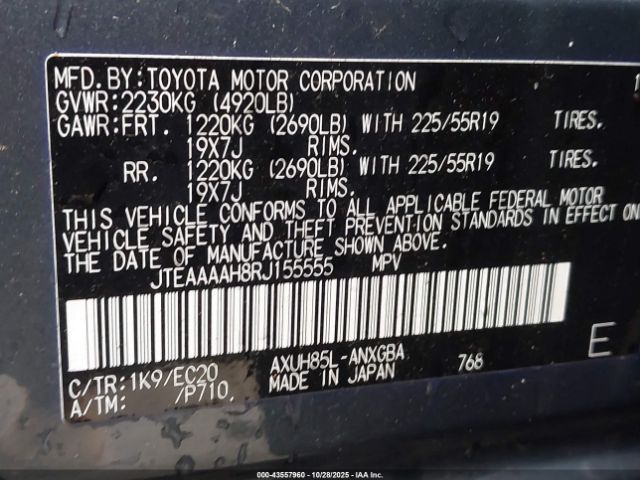 MFD. BY: TOYOTA MOTOR CORPORATION 1
GVWR: 2230KG (4920LB)
GAWR: FRT. 1220KG (2690LB) WITH 225/55R19 TIRES.
19X7J RIMS.
RR. 1220KG (2690LB) WITH 225/55R19 TIRES.
19X7J RIMS.
THIS VEHICLE CONFORMS TO ALL APPLICABLE FEDERAL MOTOR
VEHICLE SAFETY AND THEFT PREVENTION STANDARDS IN EFFECT ON
THE DATE OF MANUFACTURE SHOWN ABOVE.
JTEAAAAH8RJ155555 MPV
C/TR: 1K9/EC20 AXUH85L-ANXGBA 768 E
A/TM: /P710, MADE IN JAPAN
000-43557960 - 10/28/2025 - IAAI.COM